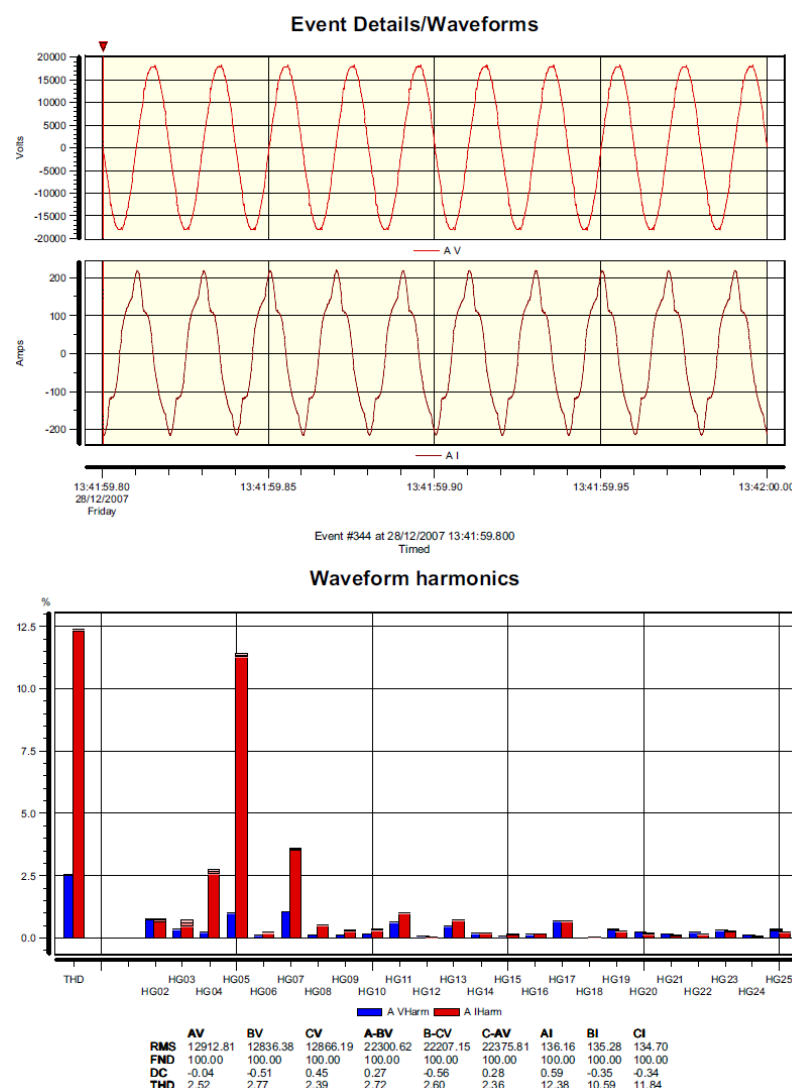 Event Details/Waveforms
20000
15000
10000
5000
0
-5000
-10000
-15000
-20000
Volts
A V
200
100
0
-100
-200
Amps
A I
13:41:59.80 13:41:59.85 13:41:59.90 13:41:59.95 13:42:00.00
28/12/2007
Friday
Event #344 at 28/12/2007 13:41:59.800
Timed
Waveform harmonics
%
12.5
10.0
7.5
5.0
2.5
0.0
THD HG03 HG05 HG07 HG09 HG11 HG13 HG15 HG17 HG19 HG21 HG23 HG25
HG02 HG04 HG06 HG08 HG10 HG12 HG14 HG16 HG18 HG20 HG22 HG24
A VHarm A IHarm
AV BV CV A-BV B-CV C-AV AI BI CI
RMS 12912.81 12836.38 12866.19 22300.62 22207.15 22375.81 136.16 135.28 134.70
FND 100.00 100.00 100.00 100.00 100.00 100.00 100.00 100.00 100.00
DC -0.04 -0.51 0.45 0.27 -0.56 0.28 0.59 -0.35 -0.34
THD 2.52 2.77 2.39 2.72 2.60 2.36 12.38 10.59 11.84